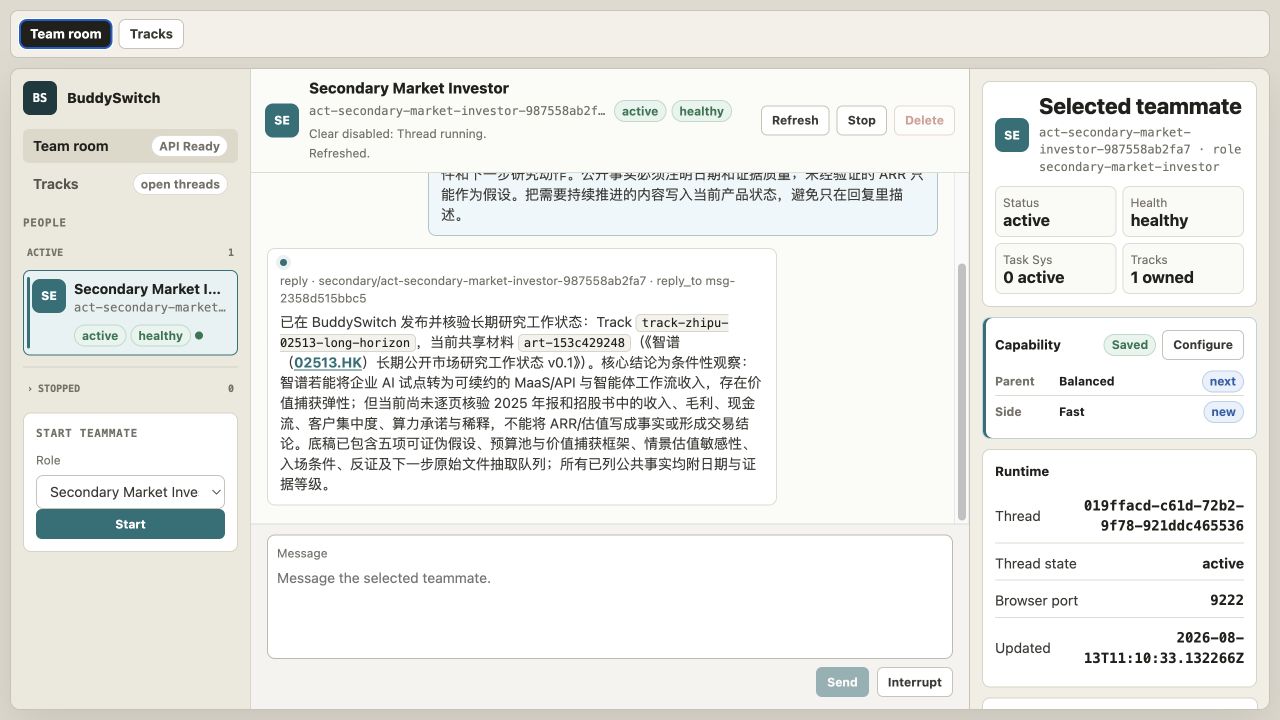 Team room
Tracks
BS
BuddySwitch
Team room
API Ready
Tracks
open threads
PEOPLE
ACTIVE
1
SE
Secondary Market I...
act-secondary-market…
active
healthy
› STOPPED
0
START TEAMMATE
Role
Secondary Market Inve
Start
SE
Secondary Market Investor
act-secondary-market-investor-987558ab2f…
active
healthy
Clear disabled: Thread running.
Refreshed.
Refresh
Stop
Delete
件和下一步研究动作。公开事实必须注明日期和证据质量；未经验证的 ARR 只
能作为假设。把需要持续推进的内容写入当前产品状态，避免只在回复里描
述。
reply · secondary/act-secondary-market-investor-987558ab2fa7 · reply_to msg-
2358d515bbc5
已在 BuddySwitch 发布并核验长期研究工作状态：Track track-zhipu-
02513-long-horizon，当前共享材料 art-153c429248（《智谱
（02513.HK）长期公开市场研究工作状态 v0.1》）。核心结论为条件性观察：
智谱若能将企业 AI 试点转为可续约的 MaaS/API 与智能体工作流收入，存在价
值捕获弹性；但当前尚未逐页核验 2025 年报和招股书中的收入、毛利、现金
流、客户集中度、算力承诺与稀释，不能将 ARR/估值写成事实或形成交易结
论。底稿已包含五项可证伪假设、预算池与价值捕获框架、情景估值敏感性、
入场条件、反证及下一步原始文件抽取队列；所有已列公共事实均附日期与证
据等级。
Message
Message the selected teammate.
Send
Interrupt
SE
Selected teammate
act-secondary-market-
investor-987558ab2fa7 · role
secondary-market-investor
Status
active
Health
healthy
Task Sys
0 active
Tracks
1 owned
Capability
Saved
Configure
Parent
Balanced
next
Side
Fast
new
Runtime
Thread
019ffacd-c61d-72b2-
9f78-921ddc465536
Thread state
active
Browser port
9222
Updated
2026-08-
13T11:10:33.132266Z